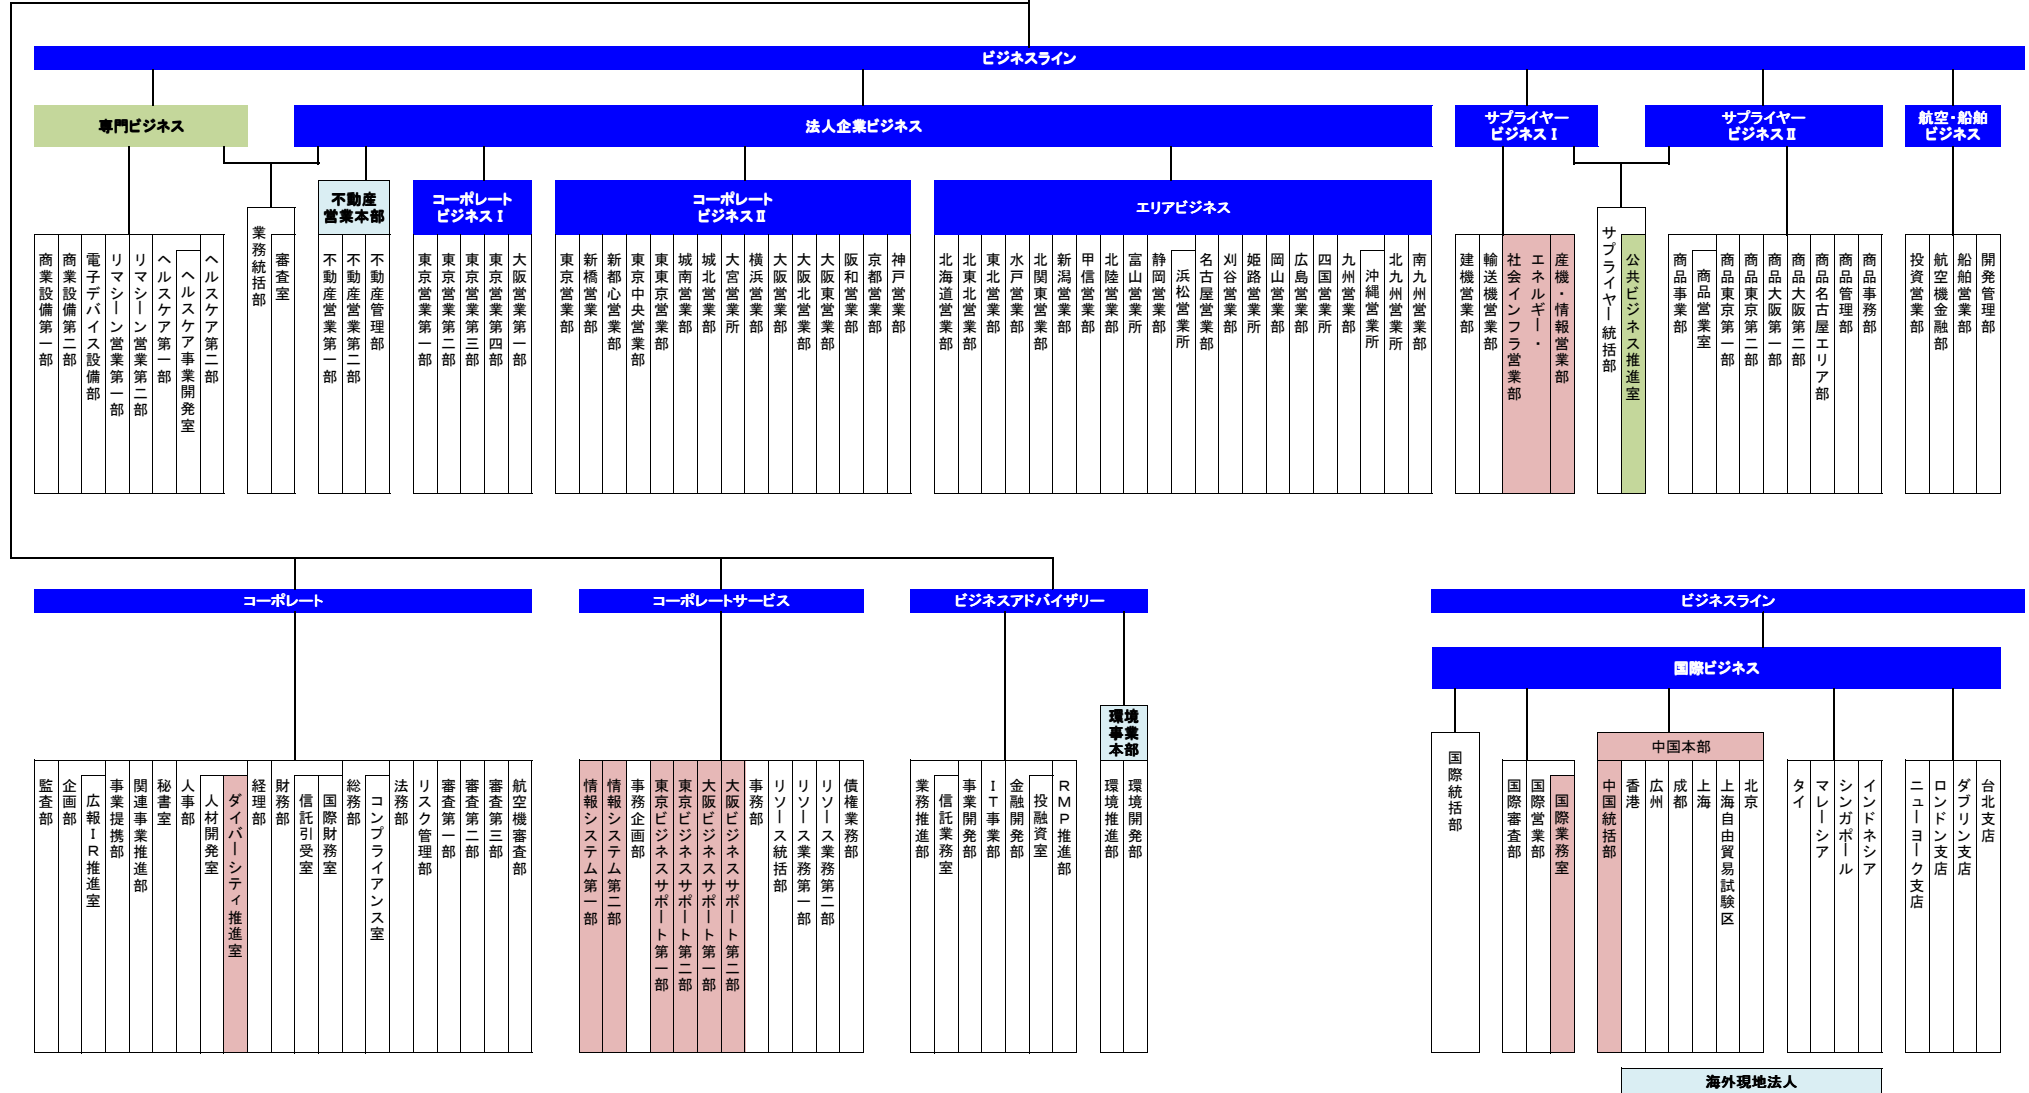 ビジネスライン
専門ビジネス
法人企業ビジネス
サプライヤー
ビジネスⅠ
サプライヤー
ビジネスⅡ
航空・船舶
ビジネス
不動産
営業本部
コーポレート
ビジネスⅠ
コーポレート
ビジネスⅡ
エリアビジネス
商業設備第一部
商業設備第二部
電子デバイス設備部
リマシーン営業第一部
リマシーン営業第二部
ヘルスケア第一部
ヘルスケア事業開発室
ヘルスケア第二部
業務統括部
審査室
不動産営業第一部
不動産営業第二部
不動産管理部
東京営業第一部
東京営業第二部
東京営業第三部
東京営業第四部
大阪営業第一部
東京営業部
新橋営業部
新都心営業部
東京中央営業部
東東京営業部
城南営業部
城北営業部
大宮営業所
横浜営業部
大阪営業部
大阪北営業部
大阪東営業部
阪和営業部
京都営業部
神戸営業部
北海道営業部
北東北営業部
東北営業部
水戸営業部
北関東営業部
新潟営業部
甲信営業部
北陸営業部
富山営業所
静岡営業部
浜松営業所
名古屋営業部
刈谷営業部
姫路営業所
岡山営業部
広島営業部
四国営業所
九州営業部
沖縄営業所
北九州営業所
南九州営業部
建機営業部
輸送機営業部
社会インフラ営業部
エネルギー・
産機・情報営業部
サプライヤー統括部
公共ビジネス推進室
商品事業部
商品営業室
商品東京第一部
商品東京第二部
商品大阪第一部
商品大阪第二部
商品名古屋エリア部
商品管理部
商品事務部
投資営業部
航空機金融部
船舶営業部
開発管理部
コーポレート
コーポレートサービス
ビジネスアドバイザリー
ビジネスライン
国際ビジネス
環境
事業
本部
中国本部
監査部
企画部
広報IR推進室
事業提携部
関連事業推進部
秘書室
人事部
人材開発室
ダイバーシティ推進室
経理部
財務部
信託引受室
国際財務室
総務部
コンプライアンス室
法務部
リスク管理部
審査第一部
審査第二部
審査第三部
航空機審査部
情報システム第一部
情報システム第二部
事務企画部
東京ビジネスサポート第一部
東京ビジネスサポート第二部
大阪ビジネスサポート第一部
大阪ビジネスサポート第二部
事務部
リソース統括部
リソース業務第一部
リソース業務第二部
債権業務部
業務推進部
信託業務室
事業開発部
IT事業部
金融開発部
投融資室
RMP推進部
環境推進部
環境開発部
国際統括部
国際審査部
国際営業部
国際業務室
中国統括部
香港
広州
成都
上海
上海自由貿易試験区
北京
タイ
マレーシア
シンガポール
インドネシア
ニューヨーク支店
ロンドン支店
ダブリン支店
台北支店
海外現地法人